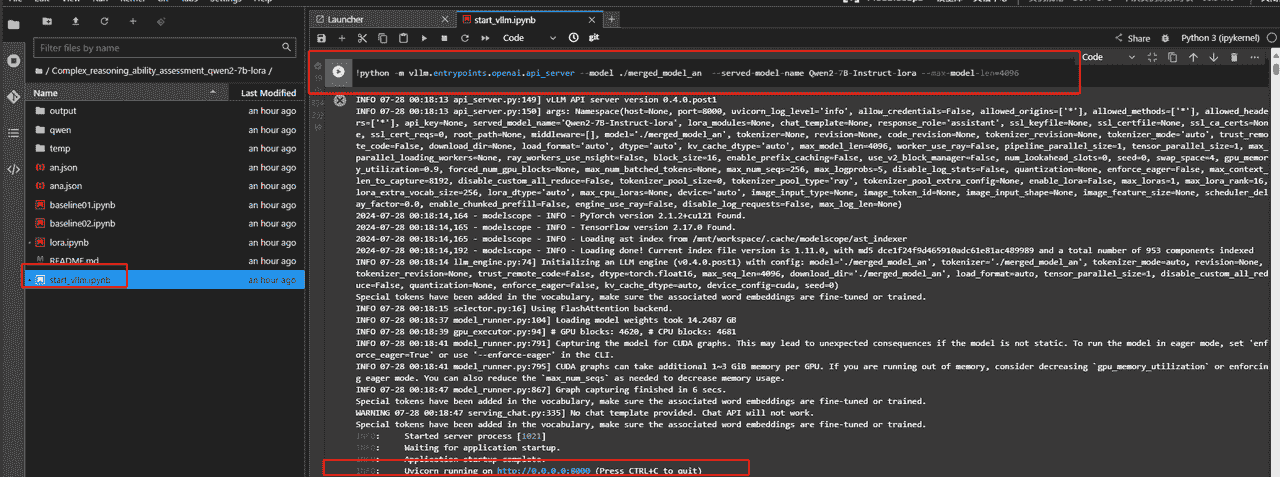 Launcher
start_vllm.ipynb
Filter files by name
Code
git
Share
Python 3 (ipykernel)
/ Complex_reasoning_ability_assessment_qwen2-7b-lora /
Code
!python -m vllm.entrypoints.openai.api_server --model ./merged_model_an --served-model-name Qwen2-7B-Instruct-lora --max-model-len=4096
Name
Last Modified
output
an hour ago
qwen
an hour ago
temp
an hour ago
an.json
an hour ago
ana.json
an hour ago
baseline01.ipynb
an hour ago
baseline02.ipynb
an hour ago
lora.ipynb
an hour ago
README.md
an hour ago
start_vllm.ipynb
an hour ago
INFO 07-28 00:18:13 api_server.py:149] vLLM API server version 0.4.0.post1
INFO 07-28 00:18:13 api_server.py:150] args: Namespace(host=None, port=8000, uvicorn_log_level='info', allow_credentials=False, allowed_origins=['*'], allowed_methods=['*'], allowed_heade
rs=['*'], api_key=None, served_model_name='Qwen2-7B-Instruct-lora', lora_modules=None, chat_template=None, response_role='assistant', ssl_keyfile=None, ssl_certfile=None, ssl_ca_certs=Non
e, ssl_cert_reqs=0, root_path=None, middleware=[], model='./merged_model_an', tokenizer=None, revision=None, code_revision=None, tokenizer_revision=None, tokenizer_mode='auto', trust_remo
te_code=False, download_dir=None, load_format='auto', dtype='auto', kv_cache_dtype='auto', max_model_len=4096, worker_use_ray=False, pipeline_parallel_size=1, tensor_parallel_size=1, max_
parallel_loading_workers=None, ray_workers_use_nsight=False, block_size=16, enable_prefix_caching=False, use_v2_block_manager=False, num_lookahead_slots=0, seed=0, swap_space=4, gpu_memor
y_utilization=0.9, forced_num_gpu_blocks=None, max_num_batched_tokens=None, max_num_seqs=256, max_logprobs=5, disable_log_stats=False, quantization=None, enforce_eager=False, max_context_
len_to_capture=8192, disable_custom_all_reduce=False, tokenizer_pool_size=0, tokenizer_pool_type='ray', tokenizer_pool_extra_config=None, enable_lora=False, max_loras=1, max_lora_rank=16,
lora_extra_vocab_size=256, lora_dtype='auto', max_cpu_loras=None, device='auto', image_input_type=None, image_token_id=None, image_input_shape=None, image_feature_size=None, scheduler_del
ay_factor=0.0, enable_chunked_prefill=False, engine_use_ray=False, disable_log_requests=False, max_log_len=None)
2024-07-28 00:18:14,164 - modelscope - INFO - PyTorch version 2.1.2+cu121 Found.
2024-07-28 00:18:14,165 - modelscope - INFO - TensorFlow version 2.17.0 Found.
2024-07-28 00:18:14,165 - modelscope - INFO - Loading ast index from /mnt/workspace/.cache/modelscope/ast_indexer
2024-07-28 00:18:14,192 - modelscope - INFO - Loading done! Current index file version is 1.11.0, with md5 dce1f24f9d465910adc61e81ac489989 and a total number of 953 components indexed
INFO 07-28 00:18:14 llm_engine.py:74] Initializing an LLM engine (v0.4.0.post1) with config: model='./merged_model_an', tokenizer='./merged_model_an', tokenizer_mode=auto, revision=None,
tokenizer_revision=None, trust_remote_code=False, dtype=torch.float16, max_seq_len=4096, download_dir='./merged_model_an', load_format=auto, tensor_parallel_size=1, disable_custom_all_red
uce=False, quantization=None, enforce_eager=False, kv_cache_dtype=auto, device_config=cuda, seed=0)
Special tokens have been added in the vocabulary, make sure the associated word embeddings are fine-tuned or trained.
INFO 07-28 00:18:15 selector.py:16] Using FlashAttention backend.
INFO 07-28 00:18:37 model_runner.py:104] Loading model weights took 14.2487 GB
INFO 07-28 00:18:39 gpu_executor.py:94] # GPU blocks: 4620, # CPU blocks: 4681
INFO 07-28 00:18:41 model_runner.py:791] Capturing the model for CUDA graphs. This may lead to unexpected consequences if the model is not static. To run the model in eager mode, set 'enf
orce_eager=True' or use '--enforce-eager' in the CLI.
INFO 07-28 00:18:41 model_runner.py:795] CUDA graphs can take additional 1~3 GiB memory per GPU. If you are running out of memory, consider decreasing `gpu_memory_utilization` or enforcin
g eager mode. You can also reduce the `max_num_seqs` as needed to decrease memory usage.
INFO 07-28 00:18:47 model_runner.py:867] Graph capturing finished in 6 secs.
Special tokens have been added in the vocabulary, make sure the associated word embeddings are fine-tuned or trained.
WARNING 07-28 00:18:47 serving_chat.py:335] No chat template provided. Chat API will not work.
Special tokens have been added in the vocabulary, make sure the associated word embeddings are fine-tuned or trained.
INFO: Started server process [1021]
INFO: Waiting for application startup.
INFO: Application startup complete.
INFO: Uvicorn running on http://0.0.0.0:8000 (Press CTRL+C to quit)